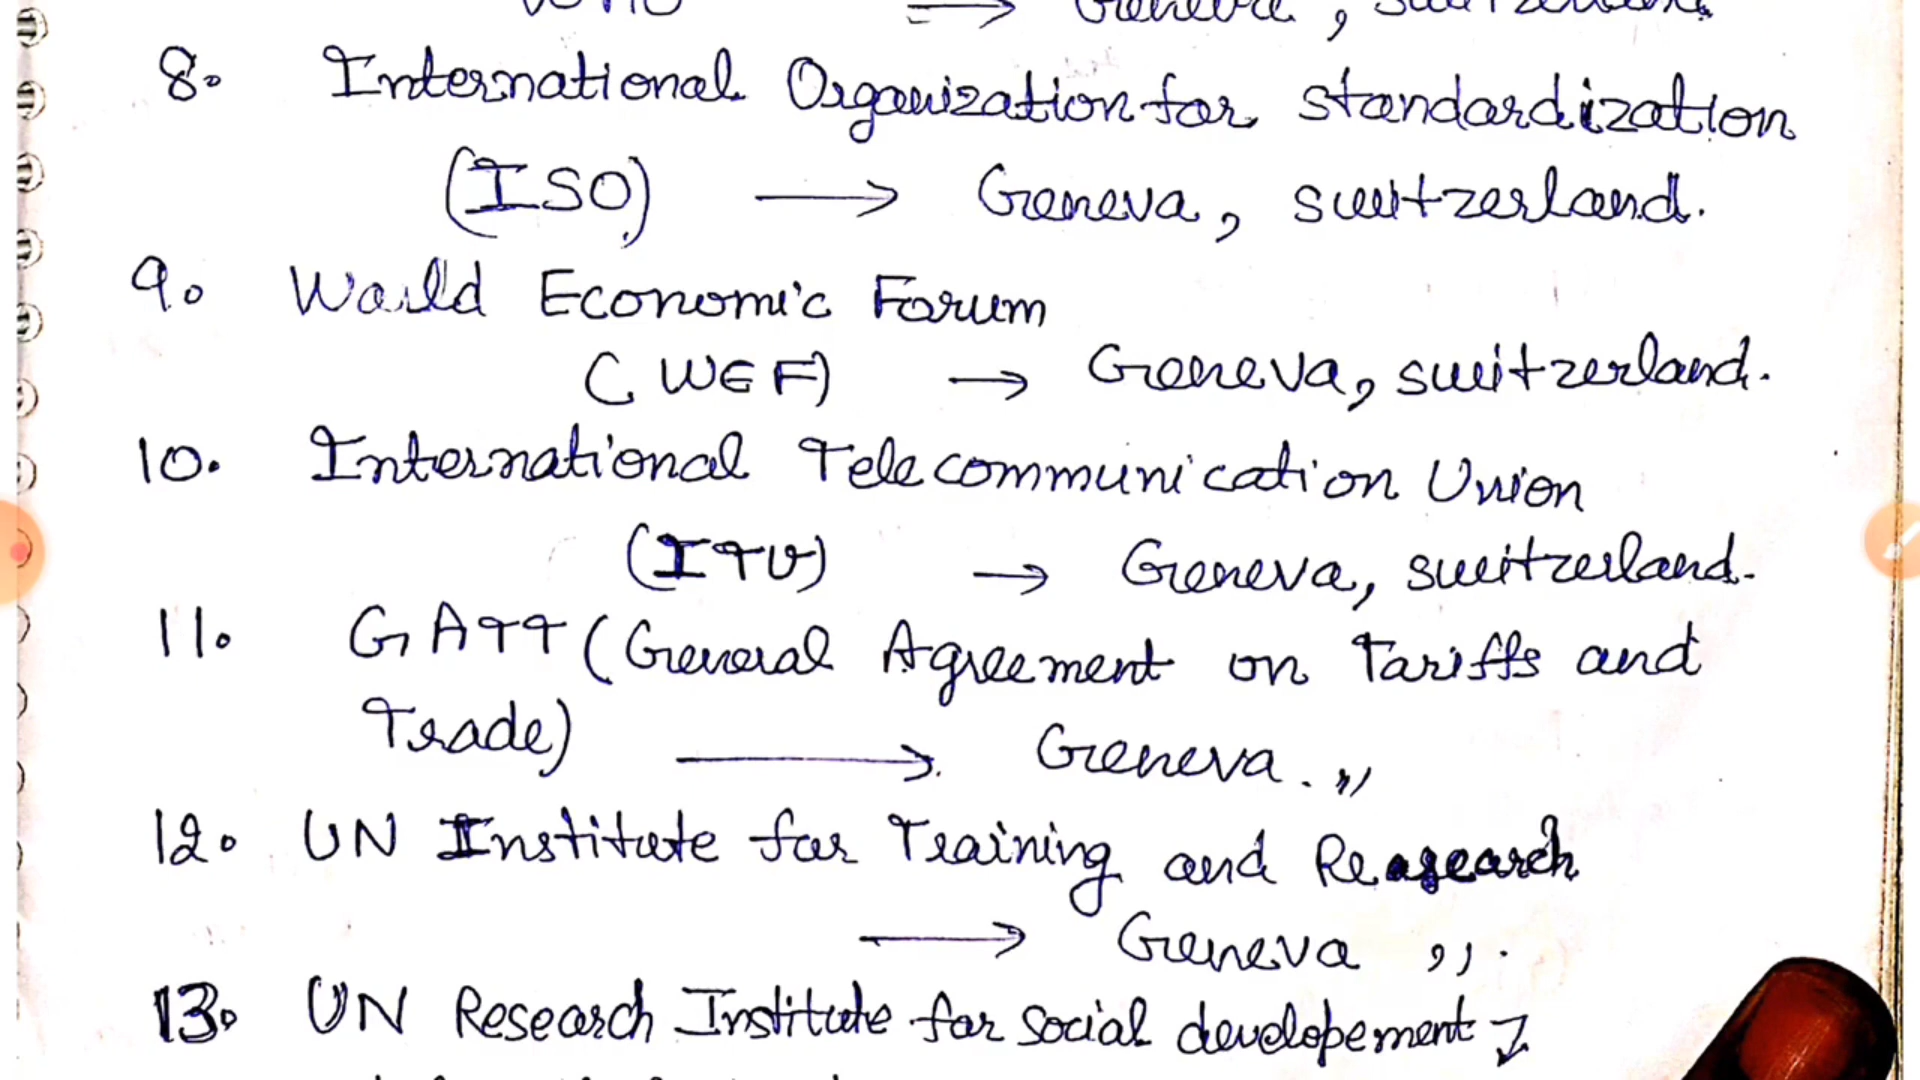 Geneva, Switzerland
8. International Organization for standardization
(ISO) → Geneva, switzerland.
9. World Economic Forum
(WEF) → Geneva, switzerland.
10. International Telecommunication Union
(ITU) → Geneva, switzerland.
11. GATT (General Agreement on Tariffs and
Trade) → Geneva. ,,
12. UN Institute for Training and Research
→ Geneva ,,.
13. UN Research Institute for social developement